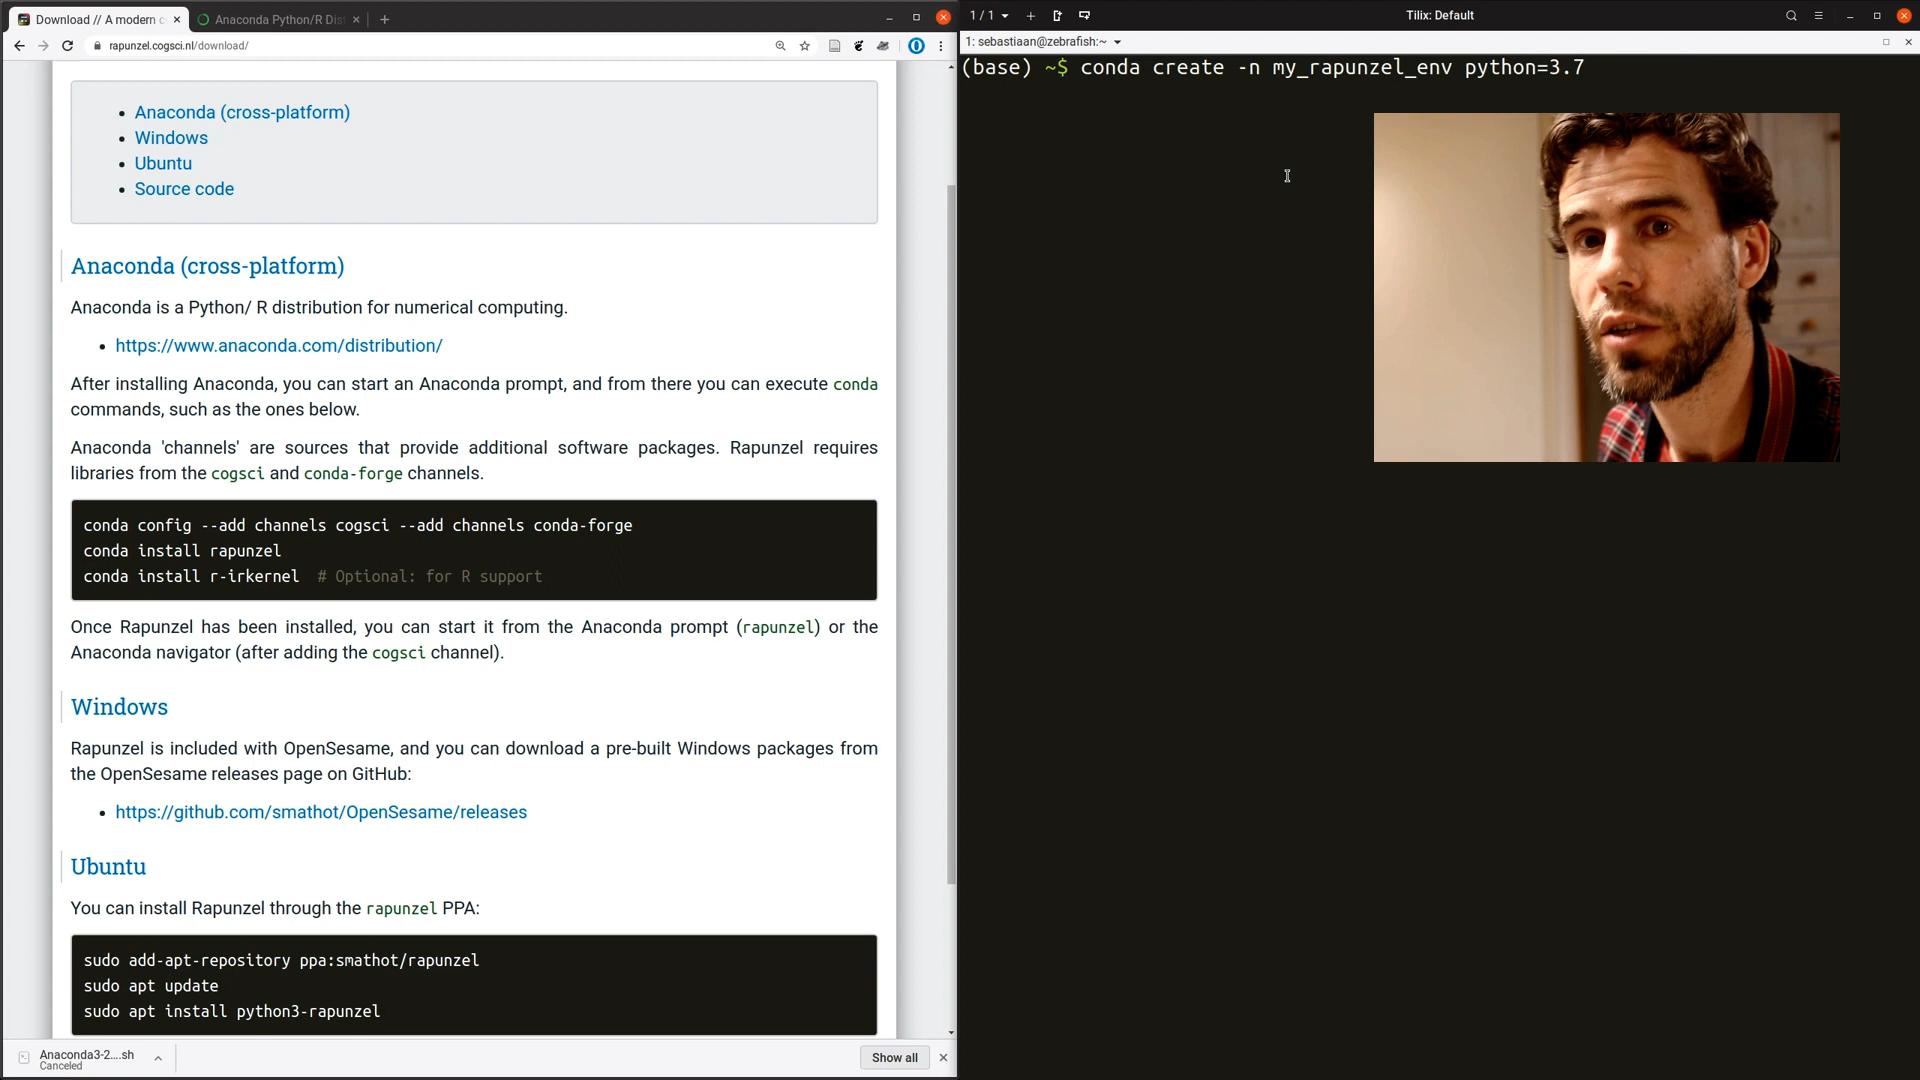 Download // A modern c
Anaconda Python/R Dist
rapunzel.cogsci.nl/download/
Anaconda (cross-platform)
Windows
Ubuntu
Source code
Anaconda (cross-platform)
Anaconda is a Python/ R distribution for numerical computing.
https://www.anaconda.com/distribution/
After installing Anaconda, you can start an Anaconda prompt, and from there you can execute conda
commands, such as the ones below.
Anaconda 'channels' are sources that provide additional software packages. Rapunzel requires
libraries from the cogsci and conda-forge channels.
conda config --add channels cogsci --add channels conda-forge
conda install rapunzel
conda install r-irkernel  # Optional: for R support
Once Rapunzel has been installed, you can start it from the Anaconda prompt (rapunzel) or the
Anaconda navigator (after adding the cogsci channel).
Windows
Rapunzel is included with OpenSesame, and you can download a pre-built Windows packages from
the OpenSesame releases page on GitHub:
https://github.com/smathot/OpenSesame/releases
Ubuntu
You can install Rapunzel through the rapunzel PPA:
sudo add-apt-repository ppa:smathot/rapunzel
sudo apt update
sudo apt install python3-rapunzel
Anaconda3-2....sh
Canceled
Show all
1 / 1
Tilix: Default
1: sebastiaan@zebrafish:~
(base) ~$ conda create -n my_rapunzel_env python=3.7